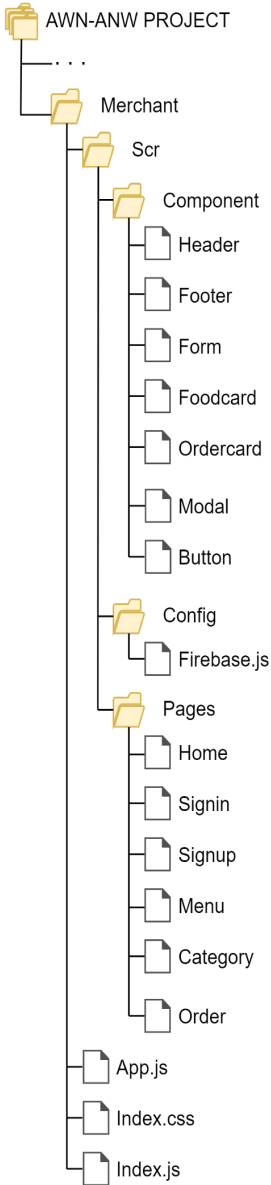 AWN-ANW PROJECT
. . .
Merchant
Scr
Component
Header
Footer
Form
Foodcard
Ordercard
Modal
Button
Config
Firebase.js
Pages
Home
Signin
Signup
Menu
Category
Order
App.js
Index.css
Index.js